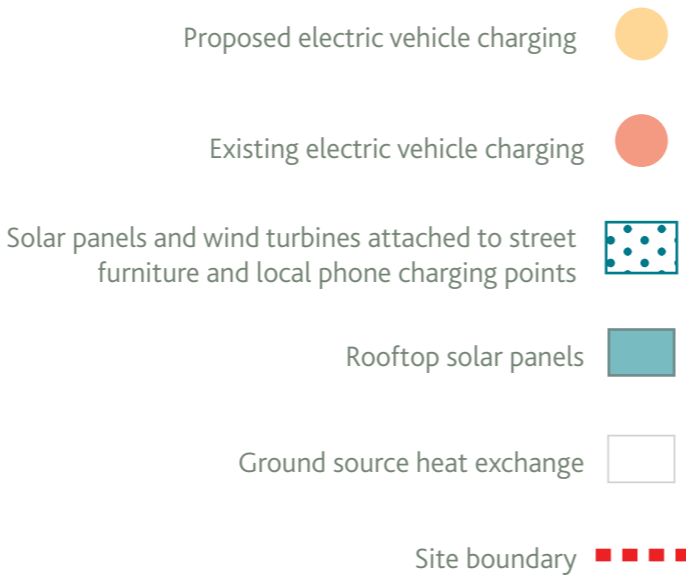 Proposed electric vehicle charging
Existing electric vehicle charging
Solar panels and wind turbines attached to street
furniture and local phone charging points
Rooftop solar panels
Ground source heat exchange
Site boundary